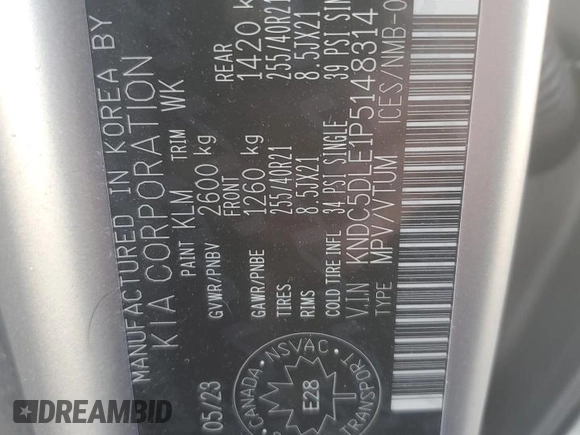 MANUFACTURED IN KOREA BY
KIA CORPORATION
05/23 PAINT KLM TRIM WK
GVWR/PNBV 2600 kg
FRONT REAR
GAWR/PNBE 1260 kg 1420 k
TIRES 255/40R21 255/40R21
RIMS 8.5JX21 8.5JX21
COLD TIRE INFL 34 PSI SINGLE 39 PSI SIN
V.I.N KNDC5DLE1P5148314
TYPE MPV/VTUM ICES/NMB-0
CANADA NSVAC
E28
TRANSPORT
DREAMBID